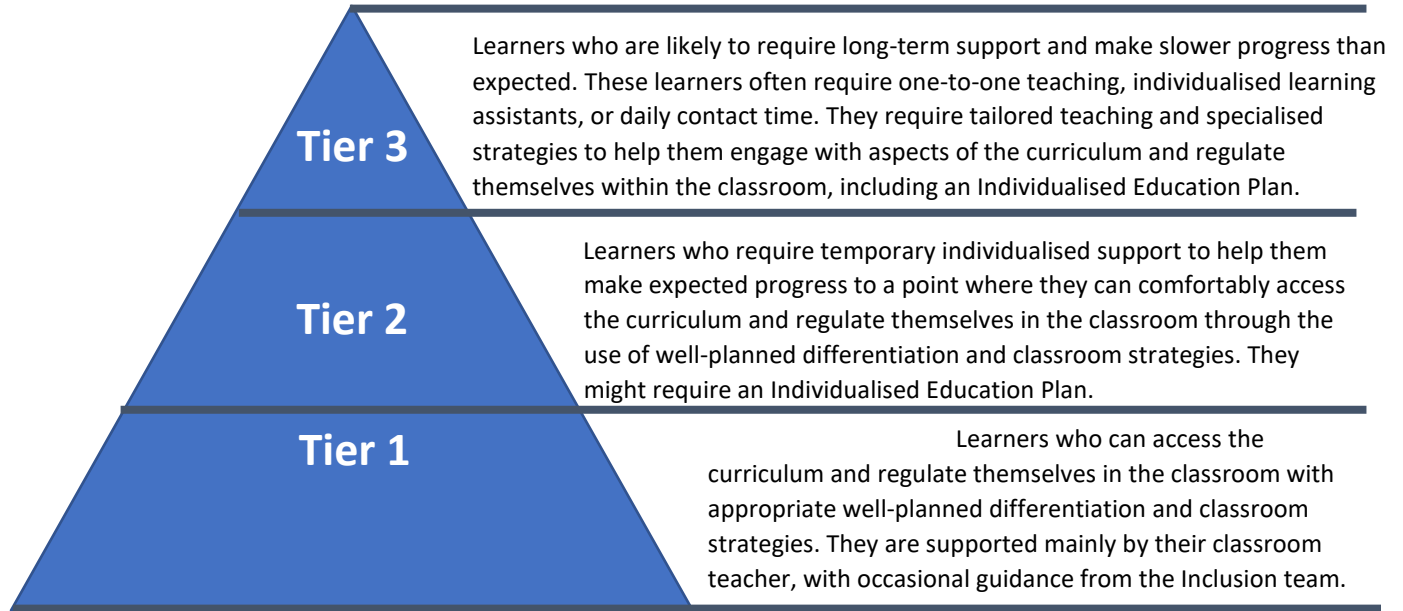 Tier 3
Learners who are likely to require long-term support and make slower progress than
expected. These learners often require one-to-one teaching, individualised learning
assistants, or daily contact time. They require tailored teaching and specialised
strategies to help them engage with aspects of the curriculum and regulate
themselves within the classroom, including an Individualised Education Plan.
Tier 2
Learners who require temporary individualised support to help them
make expected progress to a point where they can comfortably access
the curriculum and regulate themselves in the classroom through the
use of well-planned differentiation and classroom strategies. They
might require an Individualised Education Plan.
Tier 1
Learners who can access the
curriculum and regulate themselves in the classroom with
appropriate well-planned differentiation and classroom
strategies. They are supported mainly by their classroom
teacher, with occasional guidance from the Inclusion team.